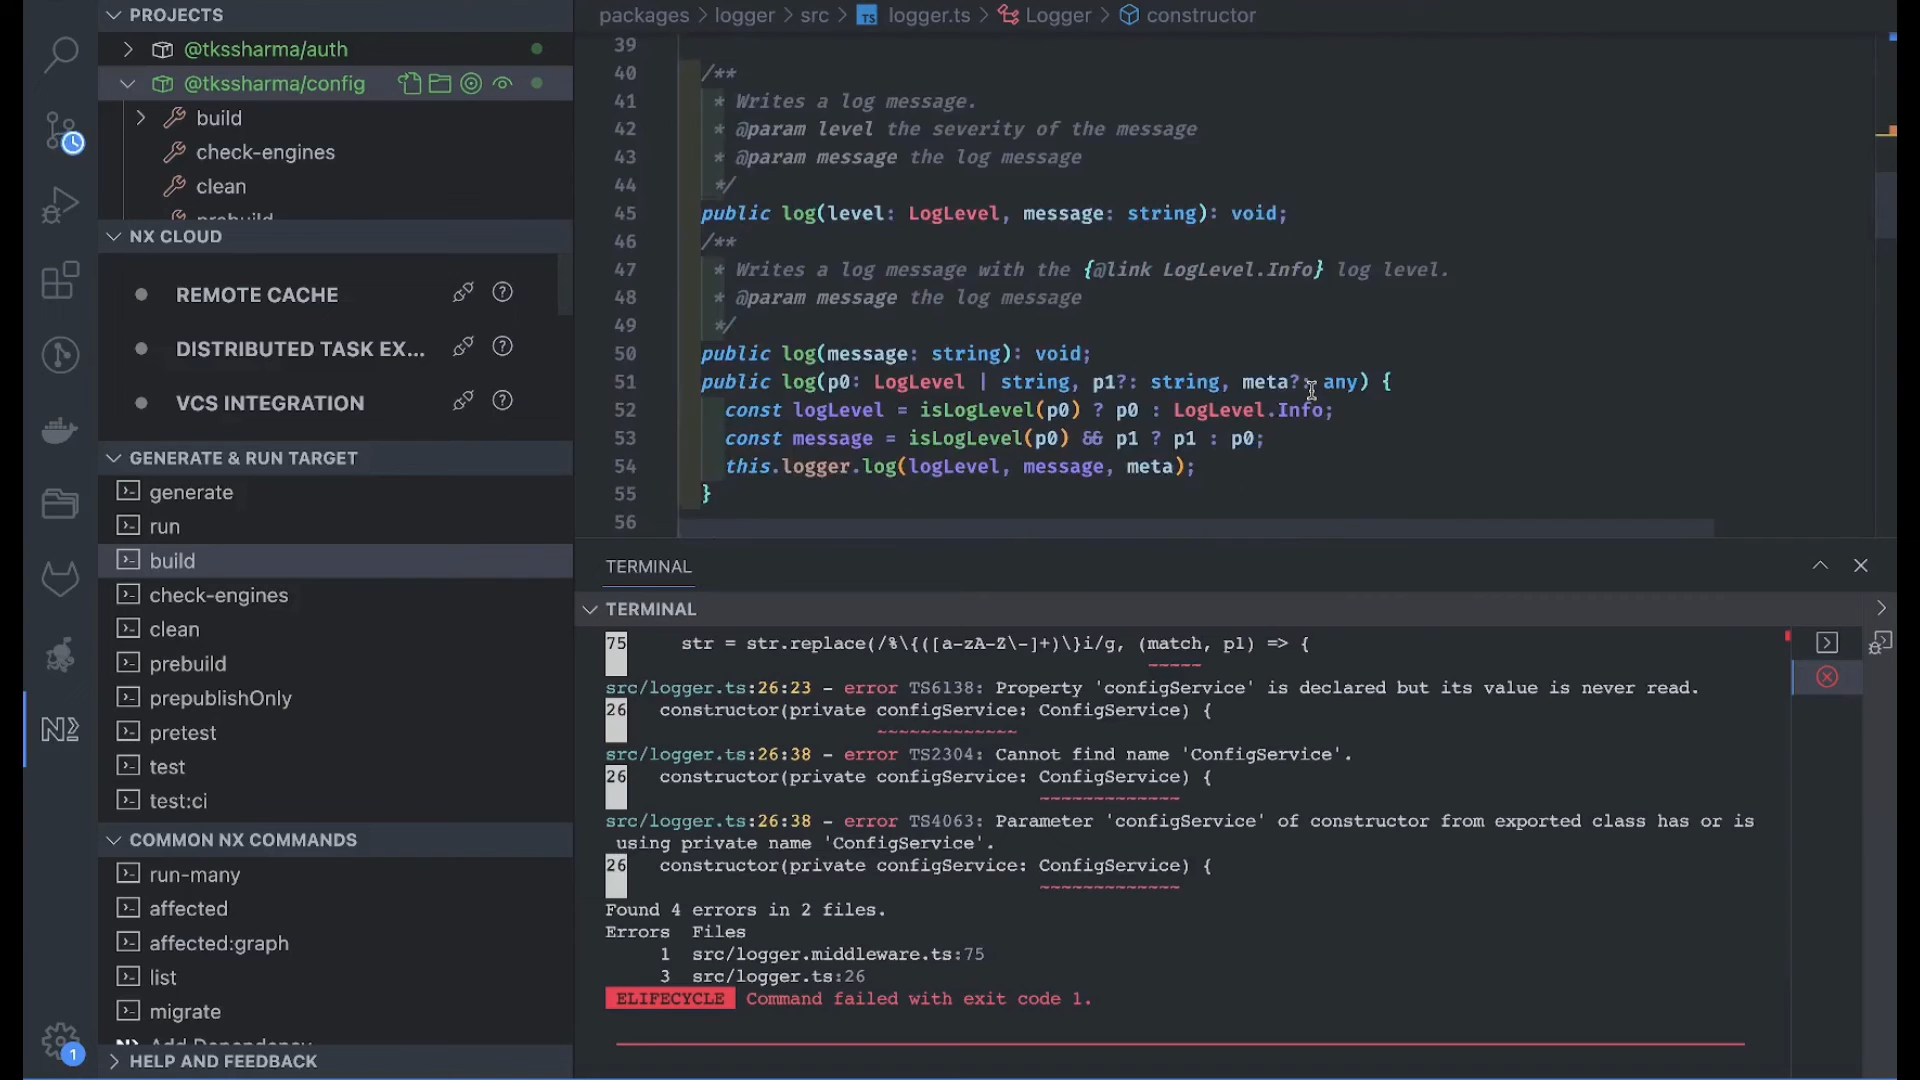 PROJECTS
@tkssharma/auth
@tkssharma/config
build
check-engines
clean
prebuild
NX CLOUD
REMOTE CACHE
DISTRIBUTED TASK EX...
VCS INTEGRATION
GENERATE & RUN TARGET
generate
run
build
check-engines
clean
prebuild
prepublishOnly
pretest
test
test:ci
COMMON NX COMMANDS
run-many
affected
affected:graph
list
migrate
Add Dependency
HELP AND FEEDBACK
1
packages > logger > src > TS logger.ts > Logger > constructor
39
40 /**
41 * Writes a log message.
42 * @param level the severity of the message
43 * @param message the log message
44 */
45 public log(level: LogLevel, message: string): void;
46 /**
47 * Writes a log message with the {@link LogLevel.Info} log level.
48 * @param message the log message
49 */
50 public log(message: string): void;
51 public log(p0: LogLevel | string, p1?: string, meta?: any) {
52 const logLevel = isLogLevel(p0) ? p0 : LogLevel.Info;
53 const message = isLogLevel(p0) && p1 ? p1 : p0;
54 this.logger.log(logLevel, message, meta);
55 }
56
TERMINAL
TERMINAL
75 str = str.replace(/%\{([a-zA-Z\-]+)\}i/g, (match, p1) => {
~~~~~
src/logger.ts:26:23 - error TS6138: Property 'configService' is declared but its value is never read.
26 constructor(private configService: ConfigService) {
~~~~~~~~~~~~~
src/logger.ts:26:38 - error TS2304: Cannot find name 'ConfigService'.
26 constructor(private configService: ConfigService) {
~~~~~~~~~~~~~
src/logger.ts:26:38 - error TS4063: Parameter 'configService' of constructor from exported class has or is
using private name 'ConfigService'.
26 constructor(private configService: ConfigService) {
~~~~~~~~~~~~~
Found 4 errors in 2 files.
Errors Files
1 src/logger.middleware.ts:75
3 src/logger.ts:26
ELIFECYCLE Command failed with exit code 1.